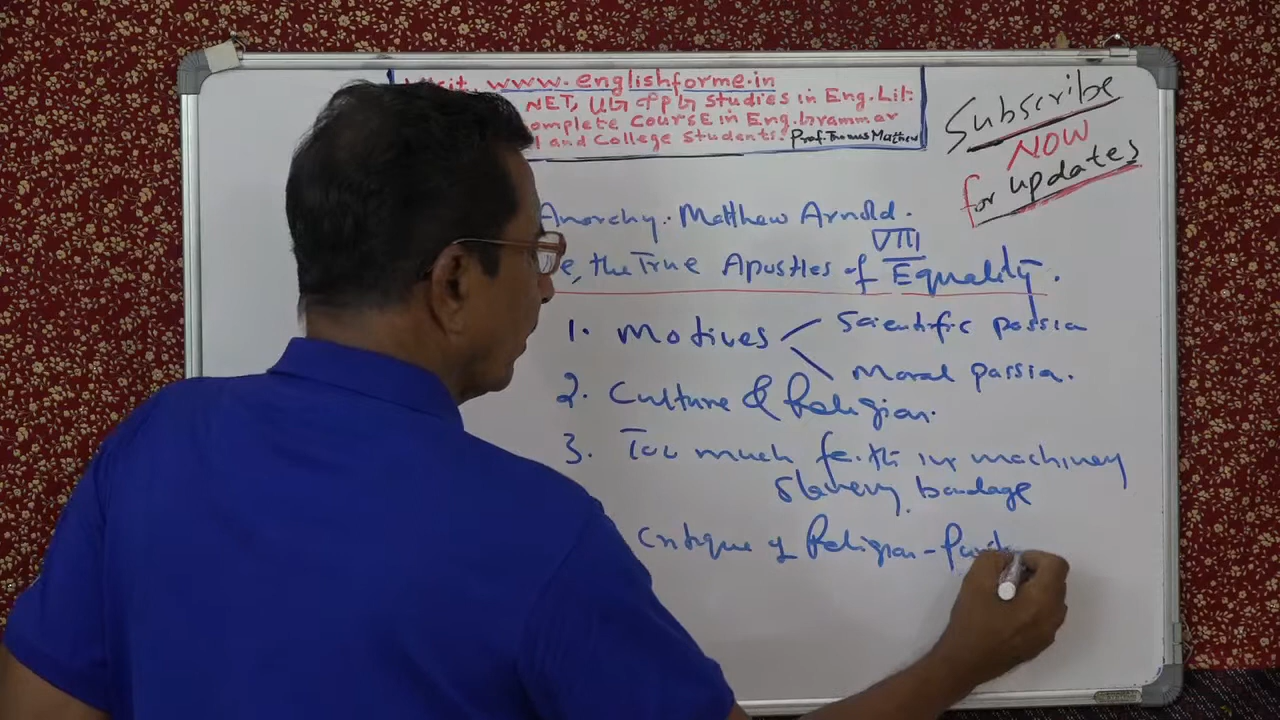 Visit, www.englishforme.in
NET, UG & PG Studies in Eng. Lit.
omplete CoursE in Eng. Grammar
l and College Students. Prof. Thomas Mathew
Subscribe
NOW
for updates
Anarchy. Matthew Arnold.
VIII
e, the True Apostles of Equality.
1. Motives Scientific passion
Moral passion.
2. Culture & Religion.
3. Too much faith in machinery
Slavery, bondage
Critique of Religion-